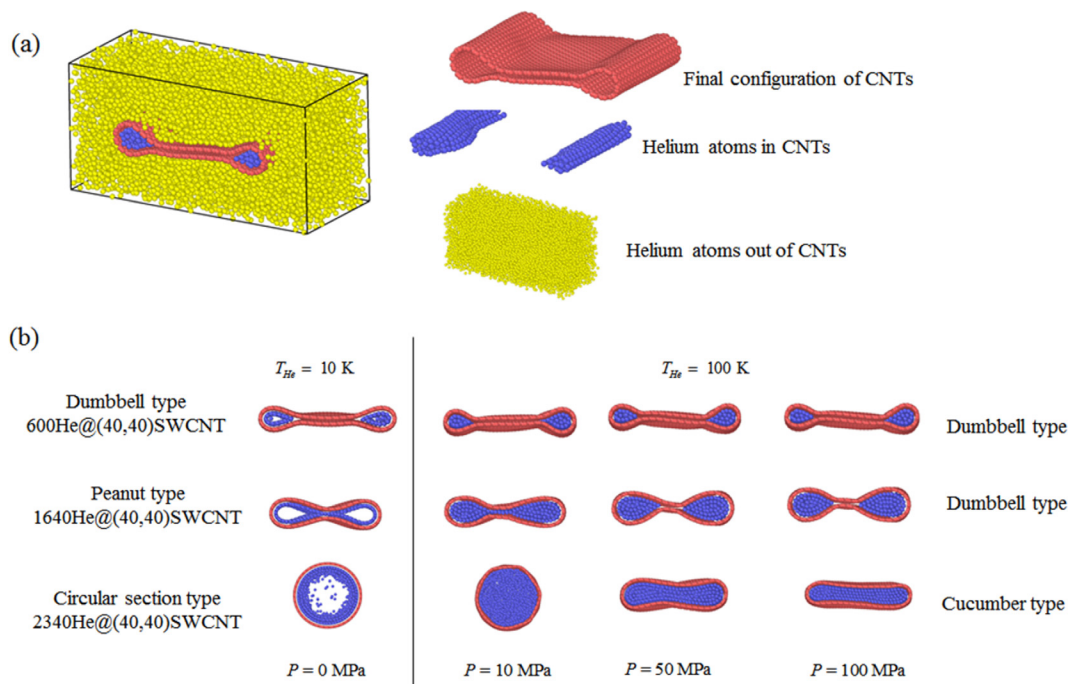 (a)
Final configuration of CNTs
Helium atoms in CNTs
Helium atoms out of CNTs
(b)
T_He = 10 K
T_He = 100 K
Dumbbell type
600He@(40,40)SWCNT
Dumbbell type
Peanut type
1640He@(40,40)SWCNT
Dumbbell type
Circular section type
2340He@(40,40)SWCNT
Cucumber type
P = 0 MPa
P = 10 MPa
P = 50 MPa
P = 100 MPa